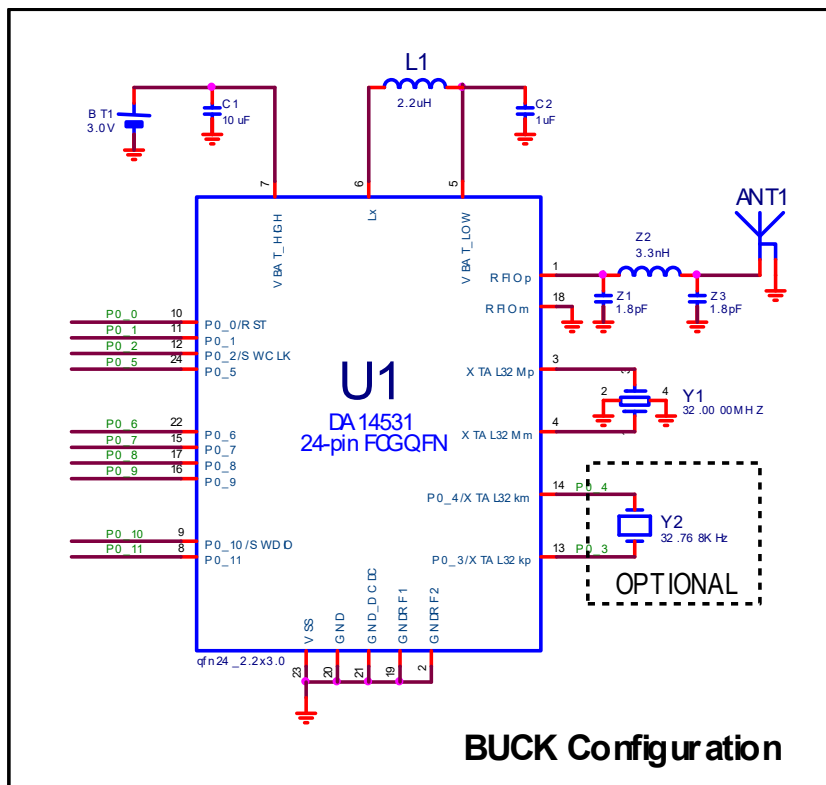 L1
2.2uH
BT1
3.0V
C1
10uF
C2
1uF
7
6
5
VBAT_HIGH
Lx
VBAT_LOW
ANT1
Z2
3.3nH
RFIOp
1
Z1
1.8pF
Z3
1.8pF
RFIOm
18
P0_0
10
P0_0/RST
P0_1
11
P0_1
P0_2
12
P0_2/SWCLK
P0_5
24
P0_5
U1
DA14531
24-pin FCGQFN
XTAL32Mp
3
2
4
Y1
32.0000MHZ
XTAL32Mm
4
P0_6
22
P0_6
P0_7
15
P0_7
P0_8
17
P0_8
P0_9
16
P0_9
P0_4/XTAL32km
14
P0_4
Y2
32.768KHz
P0_3/XTAL32kp
13
P0_3
OPTIONAL
P0_10
9
P0_10/SWDIO
P0_11
8
P0_11
VSS
GND
GND_DCDC
GNDRF1
GNDRF2
qfn24_2.2x3.0
23
20
21
19
2
BUCK Configuration